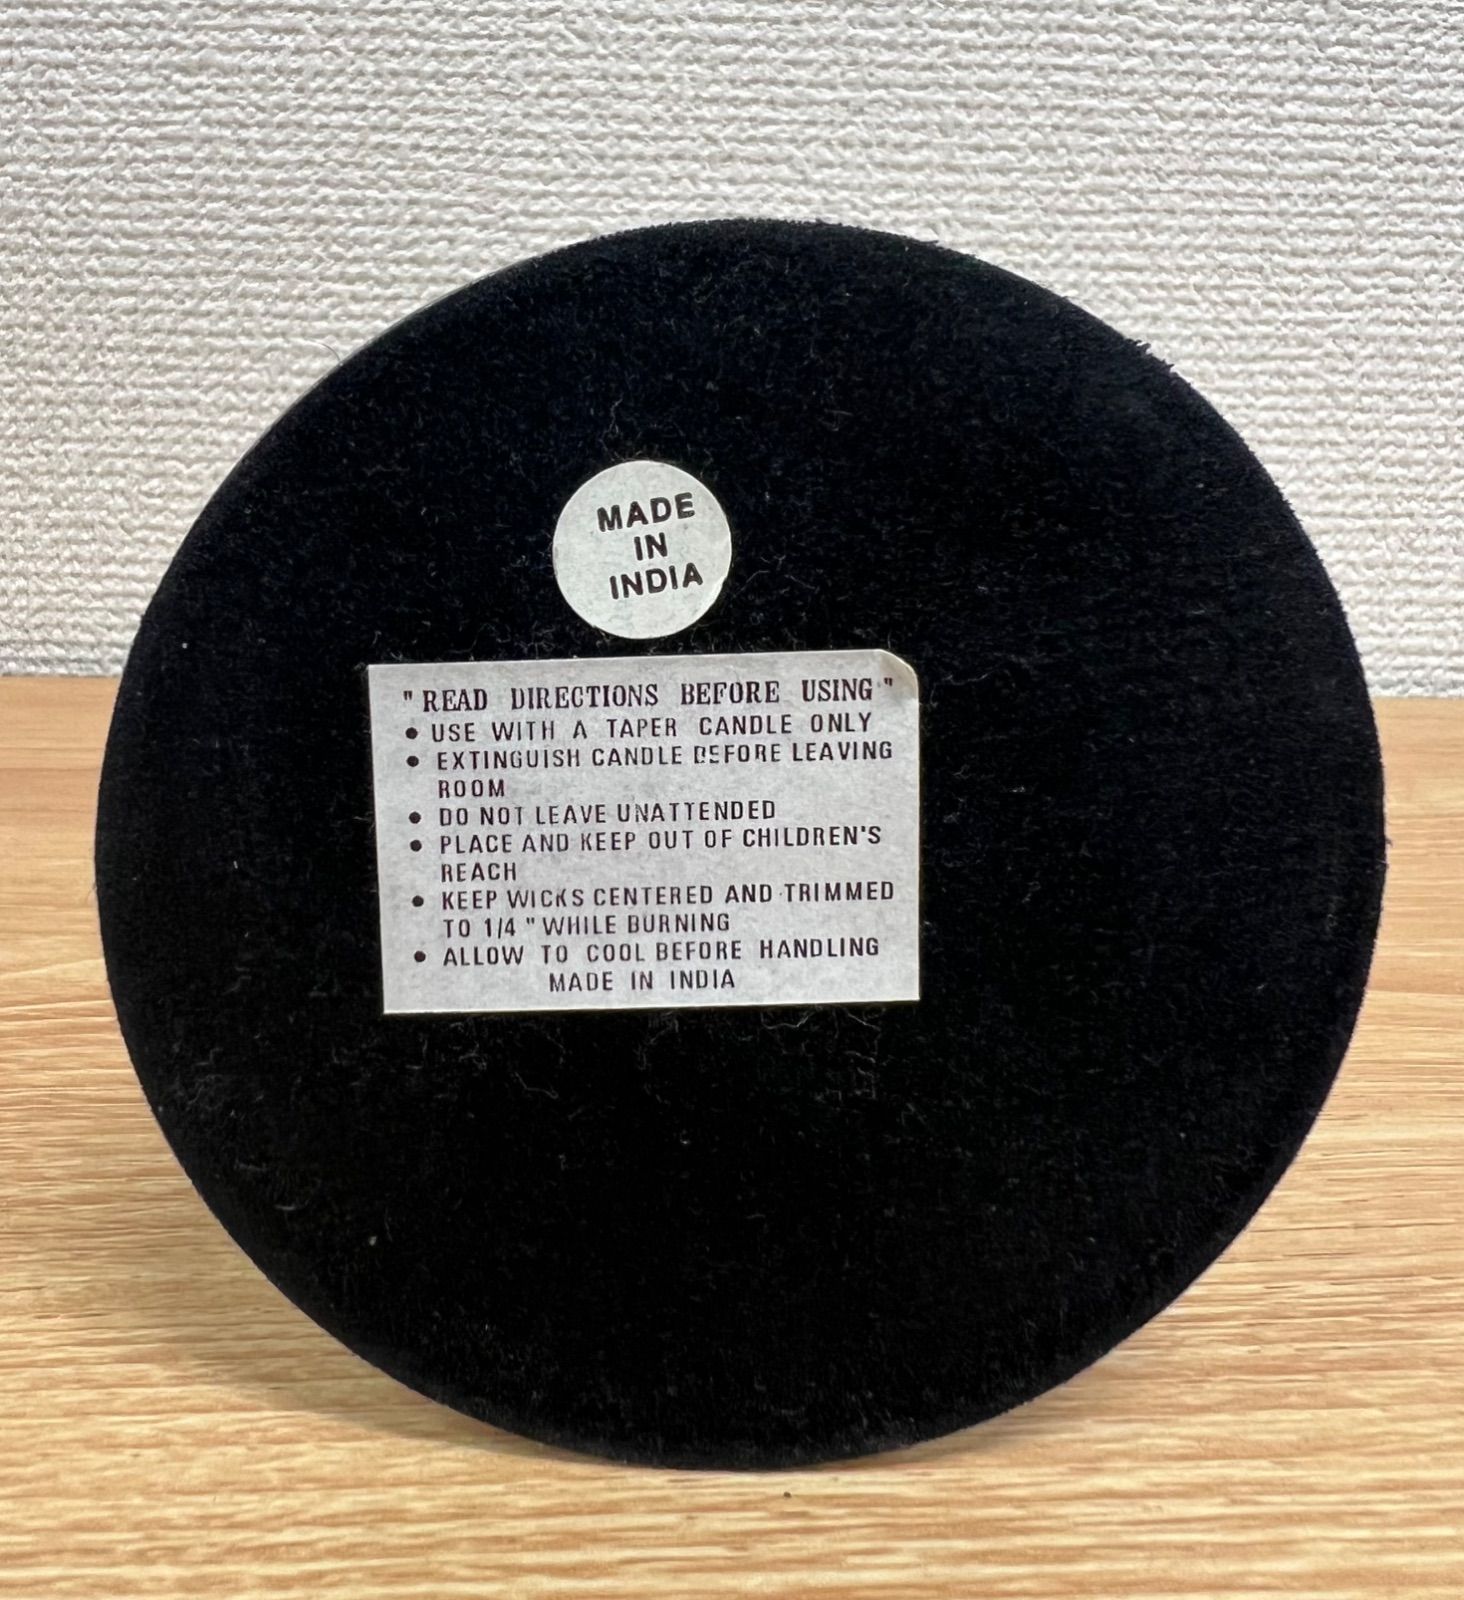 MADE
IN
INDIA
"READ DIRECTIONS BEFORE USING"
• USE WITH A TAPER CANDLE ONLY
• EXTINGUISH CANDLE BEFORE LEAVING
ROOM
• DO NOT LEAVE UNATTENDED
• PLACE AND KEEP OUT OF CHILDREN'S
REACH
• KEEP WICKS CENTERED AND TRIMMED
TO 1/4 " WHILE BURNING
• ALLOW TO COOL BEFORE HANDLING
MADE IN INDIA